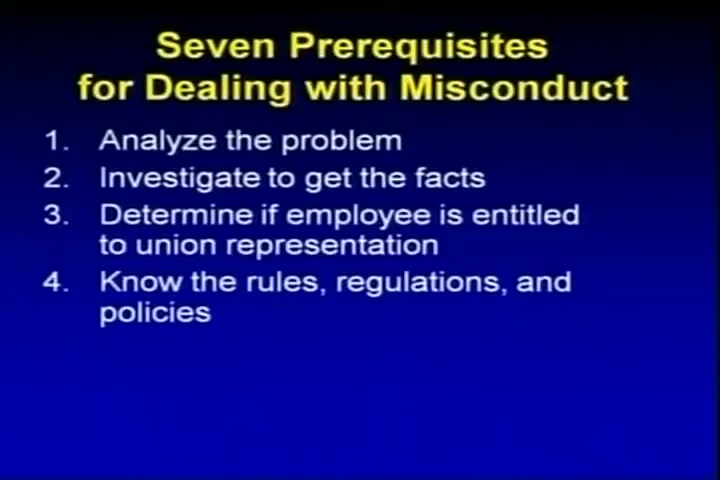 Seven Prerequisites
for Dealing with Misconduct
1. Analyze the problem
2. Investigate to get the facts
3. Determine if employee is entitled
to union representation
4. Know the rules, regulations, and
policies